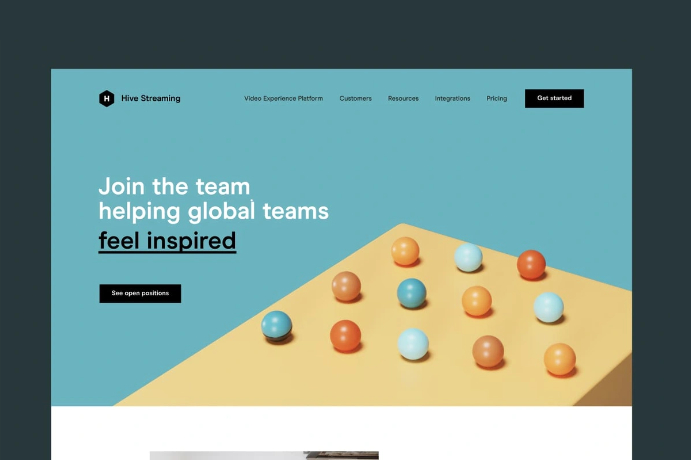 Hive Streaming
Video Experience Platform Customers Resources Integrations Pricing Get started
Join the team
helping global teams
feel inspired
See open positions